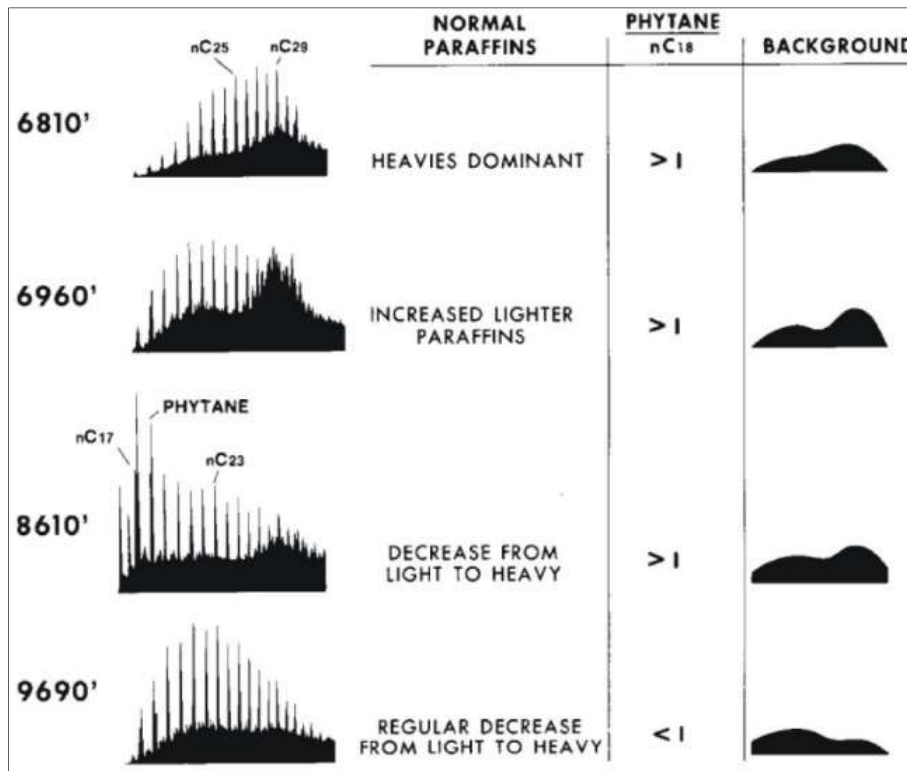 NORMAL PARAFFINS
PHYTANE
nC18
BACKGROUND
nC25
nC29
6810'
HEAVIES DOMINANT
> 1
6960'
INCREASED LIGHTER
PARAFFINS
> 1
PHYTANE
nC17
nC23
8610'
DECREASE FROM
LIGHT TO HEAVY
> 1
9690'
REGULAR DECREASE
FROM LIGHT TO HEAVY
< 1